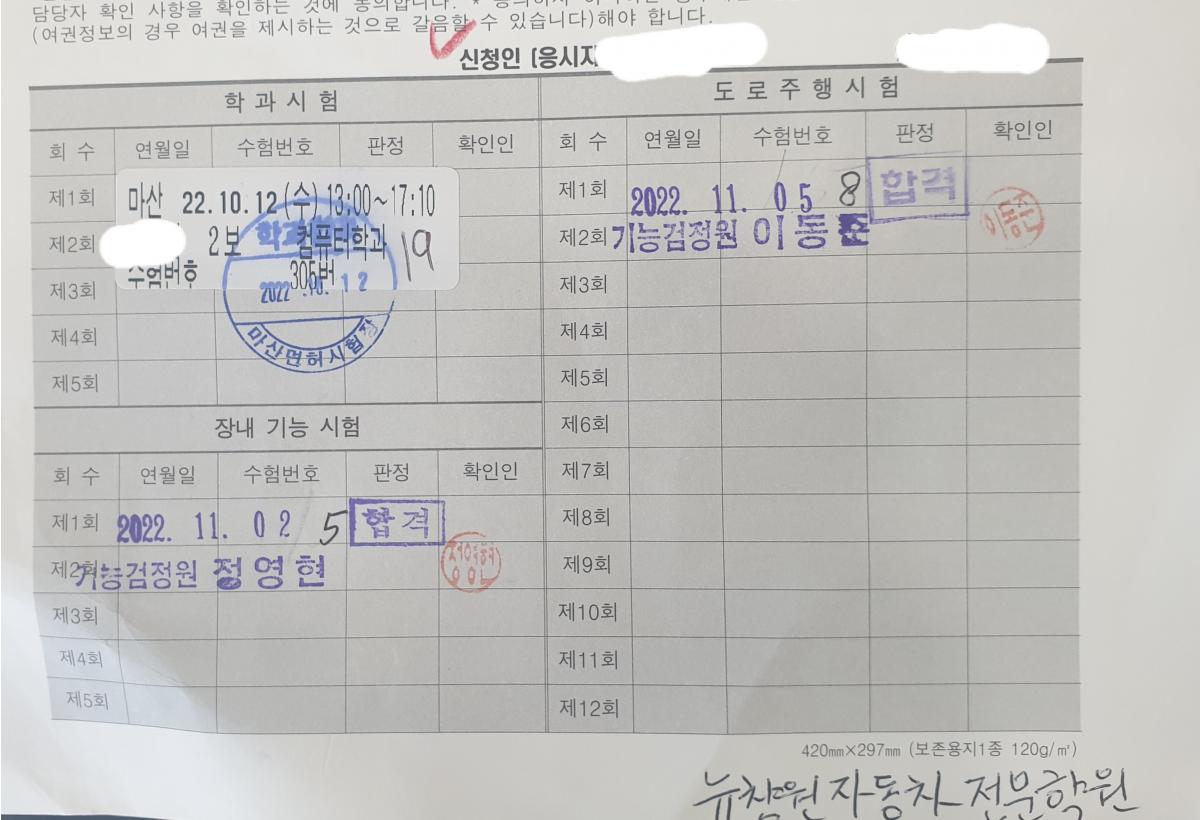 담당자 확인 사항을 확인하는 것에 동의합니다. *
(여권정보의 경우 여권을 제시하는 것으로 갈음할 수 있습니다)해야 합니다.
신청인 (응시자
학 과 시 험
회 수 연월일 수험번호 판정 확인인
제1회 마산 22.10.12(수) 13:00~17:10
제2회 2보 컴퓨터학과 19
수험번호 305번
제3회 2022.10.12
마산면허시험장
제4회
제5회
장내 기능 시험
회 수 연월일 수험번호 판정 확인인
제1회 2022. 11. 02 5 합격
제2회 기능검정원 정영현
제3회
제4회
제5회
도 로 주 행 시 험
회 수 연월일 수험번호 판정 확인인
제1회 2022. 11. 05 8 합격
제2회 기능검정원 이동준
제3회
제4회
제5회
제6회
제7회
제8회
제9회
제10회
제11회
제12회
420㎜×297㎜ (보존용지1종 120g/㎡)
뉴창원자동차전문학원